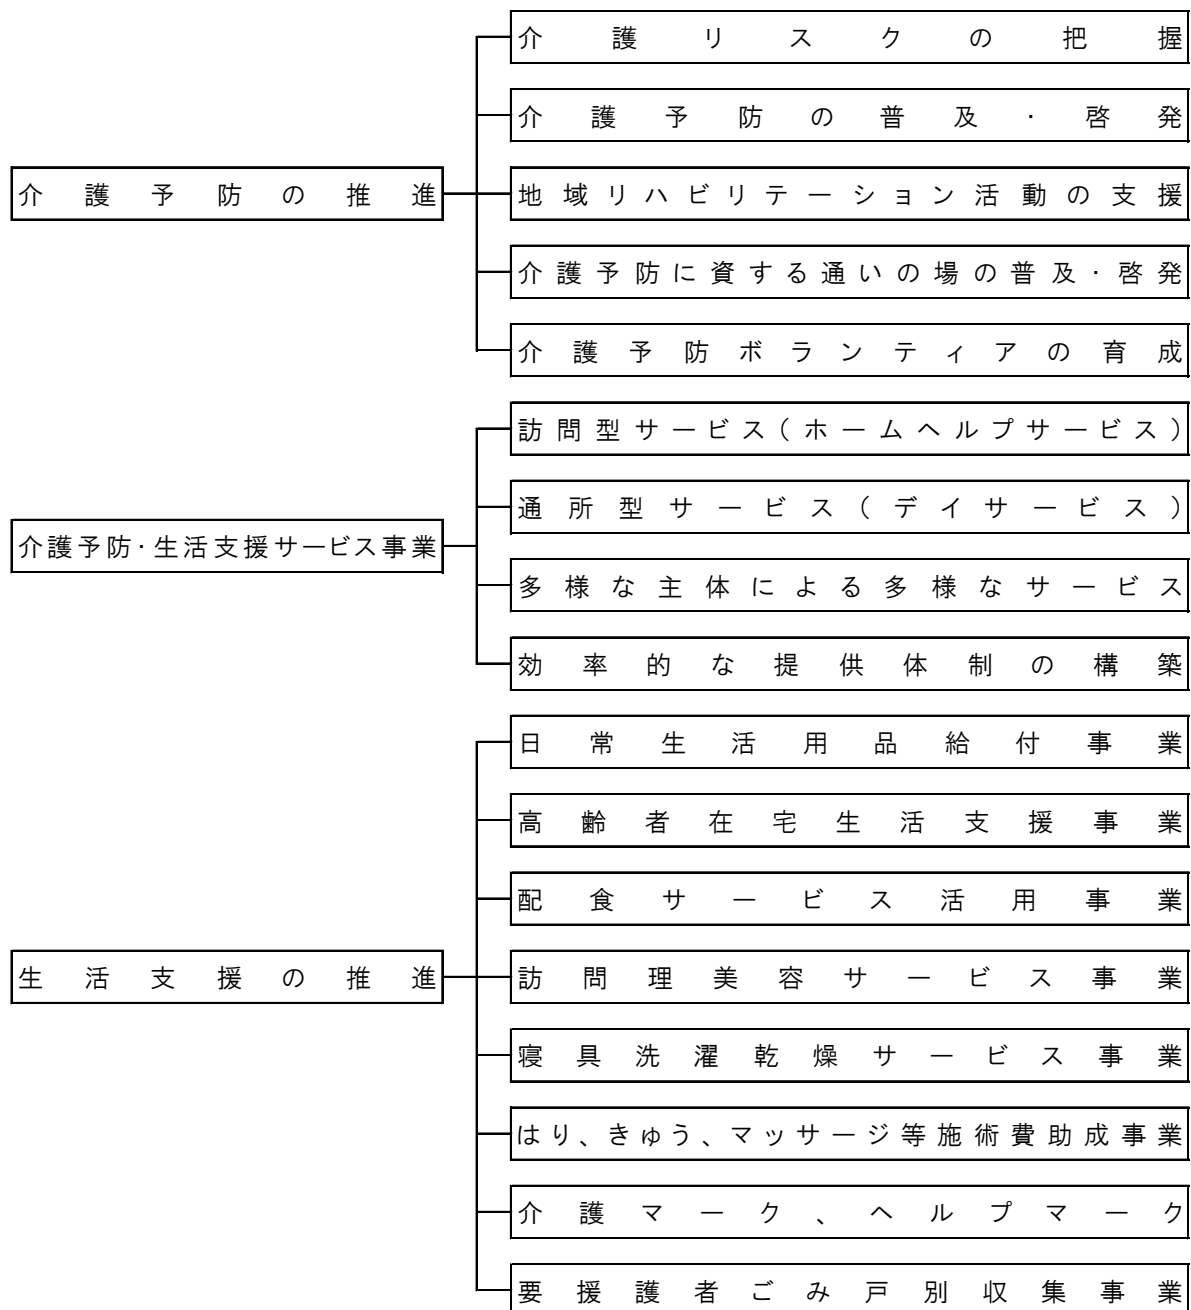 介護予防の推進
介護リスクの把握
介護予防の普及・啓発
地域リハビリテーション活動の支援
介護予防に資する通いの場の普及・啓発
介護予防ボランティアの育成
介護予防・生活支援サービス事業
訪問型サービス(ホームヘルプサービス)
通所型サービス(デイサービス)
多様な主体による多様なサービス
効率的な提供体制の構築
生活支援の推進
日常生活用品給付事業
高齢者在宅生活支援事業
配食サービス活用事業
訪問理美容サービス事業
寝具洗濯乾燥サービス事業
はり、きゅう、マッサージ等施術費助成事業
介護マーク、ヘルプマーク
要援護者ごみ戸別収集事業